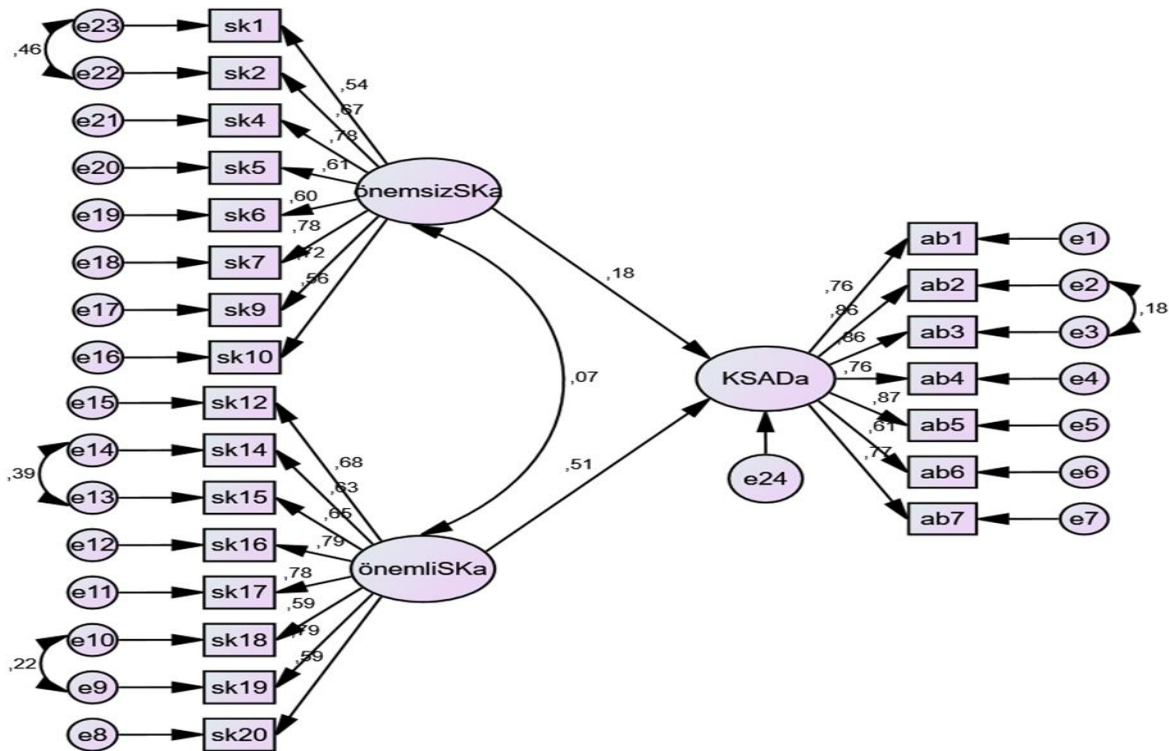 e23 sk1
,46
e22 sk2
,54
,67
e21 sk4
,78
e20 sk5
,61
önemsizSKa
e19 sk6
,60
,78
e18 sk7
,72
e17 sk9
,56
e16 sk10
,18
,07
e15 sk12
e14 sk14
,39
,68
,63
e13 sk15
,65
e12 sk16
,79
önemliSKa
e11 sk17
,78
,59
e10 sk18
,79
,22
,59
e9 sk19
e8 sk20
,51
KSADa
e24
ab1 e1
,76
ab2 e2
,86
,18
ab3 e3
,86
,76
ab4 e4
,87
ab5 e5
,61
,77
ab6 e6
ab7 e7